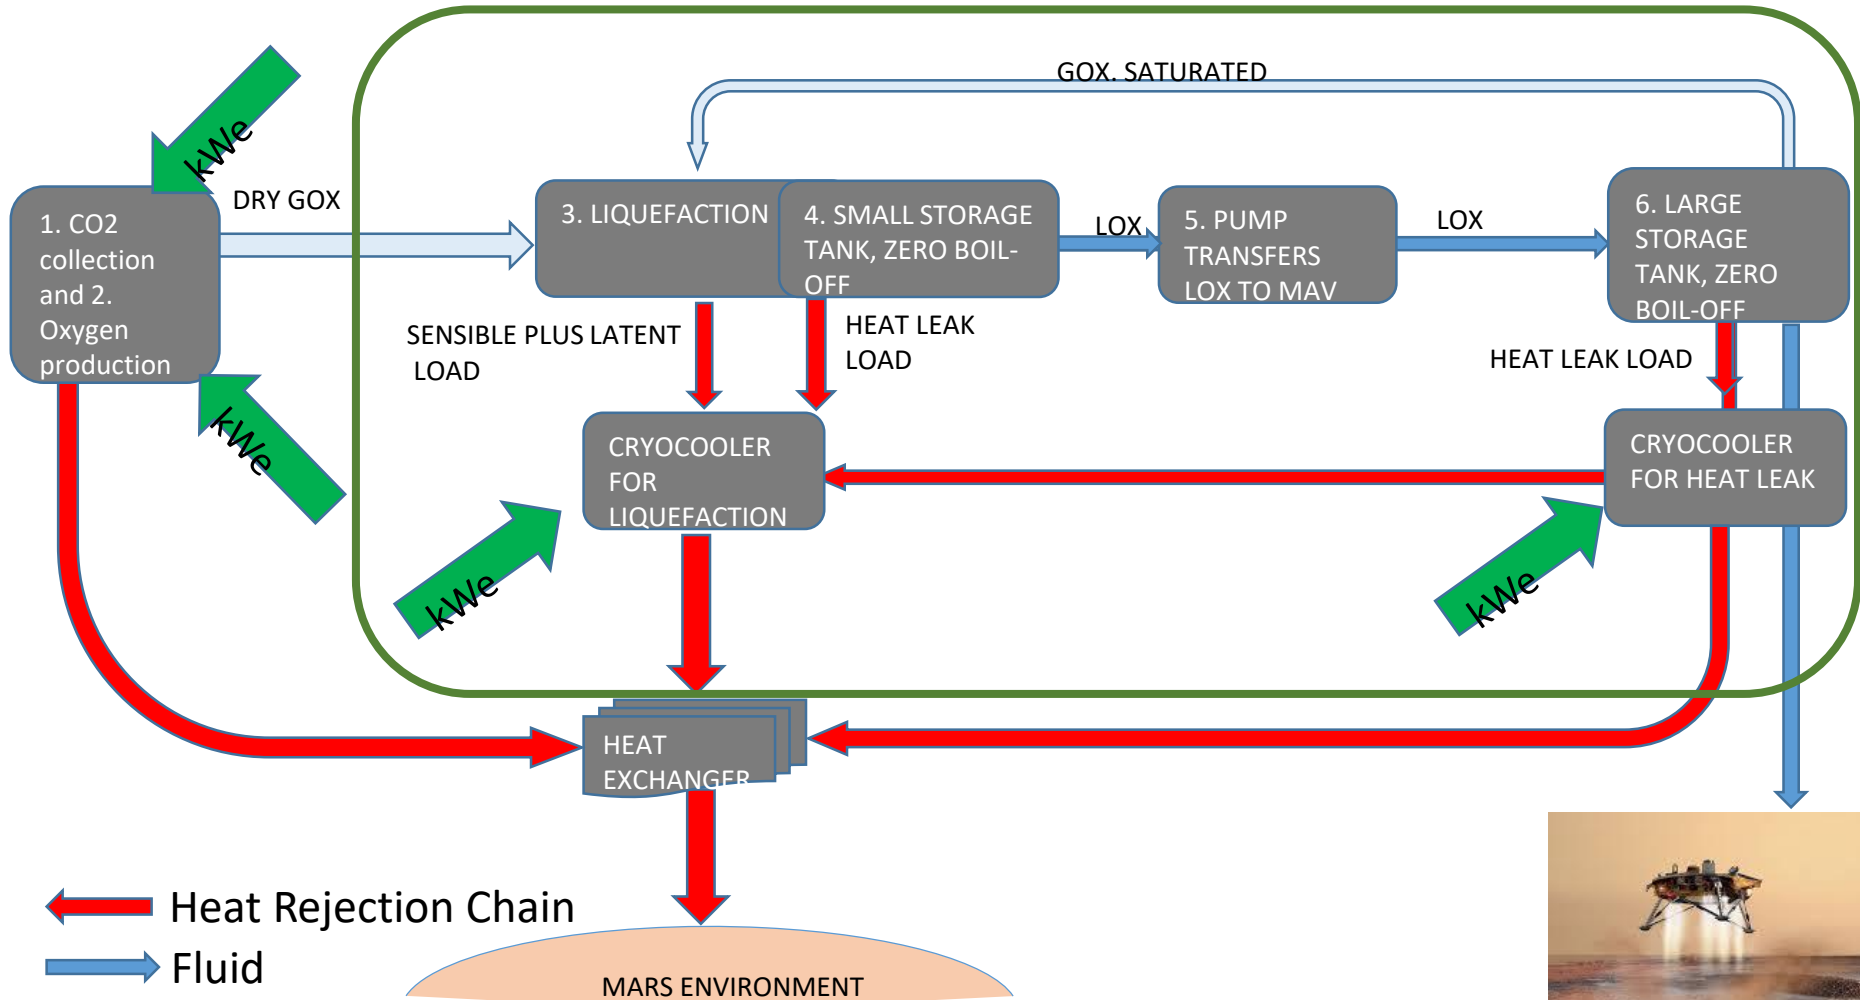 GOX. SATURATED
kWe
DRY GOX
1. CO2
collection
and 2.
Oxygen
production
3. LIQUEFACTION
4. SMALL STORAGE
TANK, ZERO BOIL-
OFF
LOX
5. PUMP
TRANSFERS
LOX TO MAV
LOX
6. LARGE
STORAGE
TANK, ZERO
BOIL-OFF
SENSIBLE PLUS LATENT
LOAD
HEAT LEAK
LOAD
HEAT LEAK LOAD
kWe
CRYOCOOLER
FOR
LIQUEFACTION
CRYOCOOLER
FOR HEAT LEAK
kWe
kWe
HEAT
EXCHANGER
Heat Rejection Chain
Fluid
MARS ENVIRONMENT